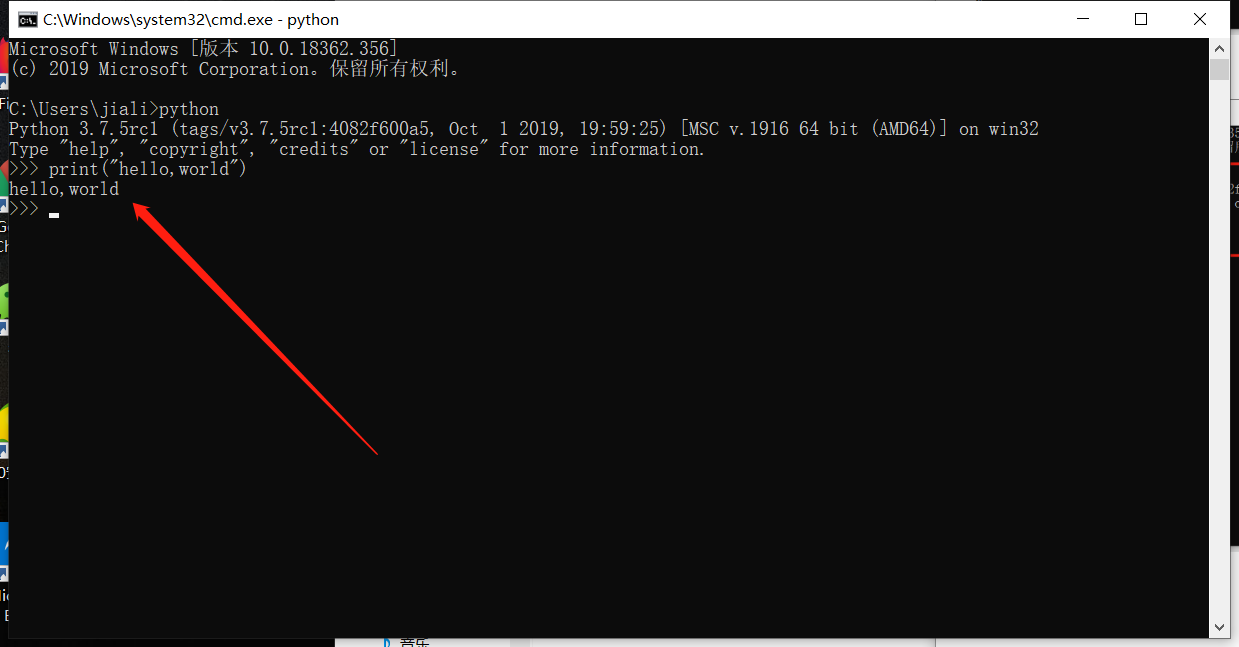 C:\Windows\system32\cmd.exe - python
Microsoft Windows [版本 10.0.18362.356]
(c) 2019 Microsoft Corporation。保留所有权利。
C:\Users\jiali>python
Python 3.7.5rc1 (tags/v3.7.5rc1:4082f600a5, Oct  1 2019, 19:59:25) [MSC v.1916 64 bit (AMD64)] on win32
Type "help", "copyright", "credits" or "license" for more information.
>>> print("hello,world")
hello,world
>>>
音乐